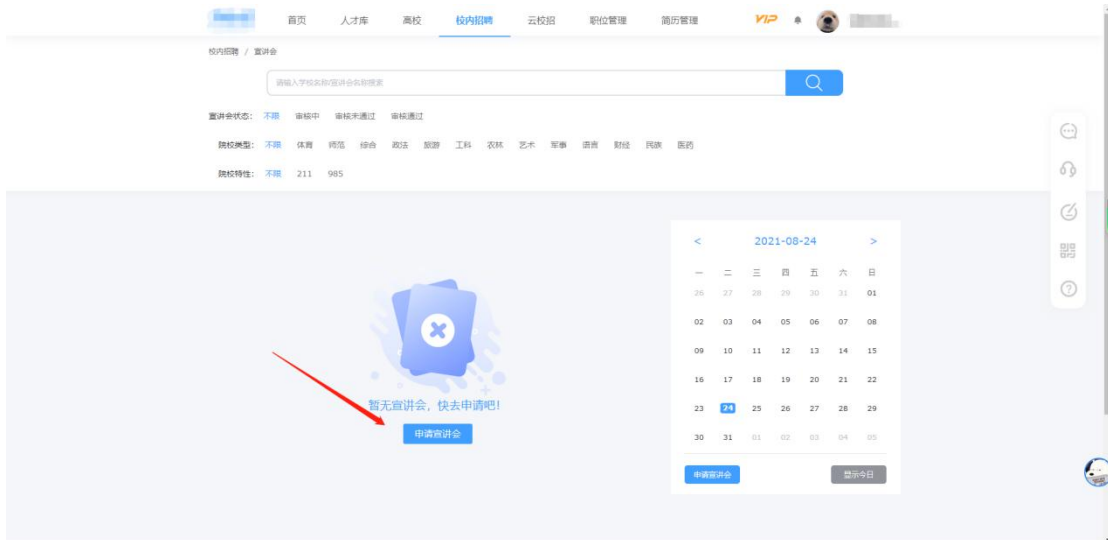 首页 人才库 高校 校内招聘 云校招 职位管理 简历管理 VIP
校内招聘 / 宣讲会
请输入学校名称/宣讲会名称搜索
宣讲会状态: 不限 审核中 审核未通过 审核通过
院校类型: 不限 体育 师范 综合 政法 旅游 工科 农林 艺术 军事 语言 财经 民族 医药
院校特性: 不限 211 985
< 2021-08-24 >
一 二 三 四 五 六 日
26 27 28 29 30 31 01
02 03 04 05 06 07 08
09 10 11 12 13 14 15
16 17 18 19 20 21 22
23 24 25 26 27 28 29
30 31 01 02 03 04 05
申请宣讲会 显示今日
暂无宣讲会，快去申请吧!
申请宣讲会